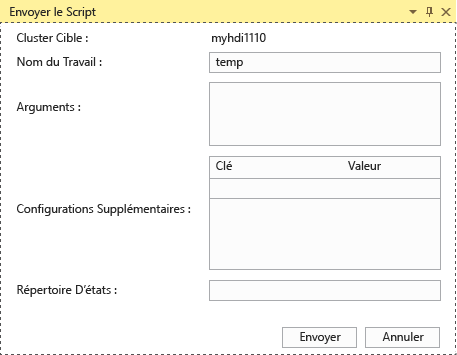 Envoyer le Script
Cluster Cible : myhdi1110
Nom du Travail : temp
Arguments :
Clé Valeur
Configurations Supplémentaires :
Répertoire D'états :
Envoyer Annuler